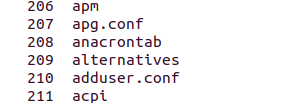 206 apm
207 apg.conf
208 anacrontab
209 alternatives
210 adduser.conf
211 acpi